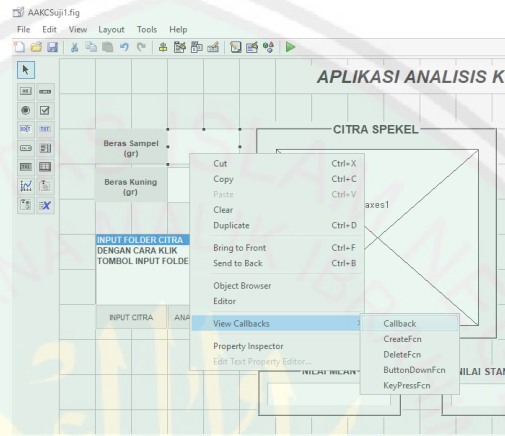 AAKCSuji1.fig
File Edit View Layout Tools Help
APLIKASI ANALISIS K
CITRA SPEKEL
Beras Sampel
(gr)
Beras Kuning
(gr)
axes1
INPUT FOLDER CITRA
DENGAN CARA KLIK
TOMBOL INPUT FOLDE
INPUT CITRA ANA
Cut Ctrl+X
Copy Ctrl+C
Paste Ctrl+V
Clear
Duplicate Ctrl+D
Bring to Front Ctrl+F
Send to Back Ctrl+B
Object Browser
Editor
View Callbacks
Property Inspector
Edit Text Property Editor...
Callback
CreateFcn
DeleteFcn
ButtonDownFcn
KeyPressFcn
NILAI MEAN
ILAI STAN